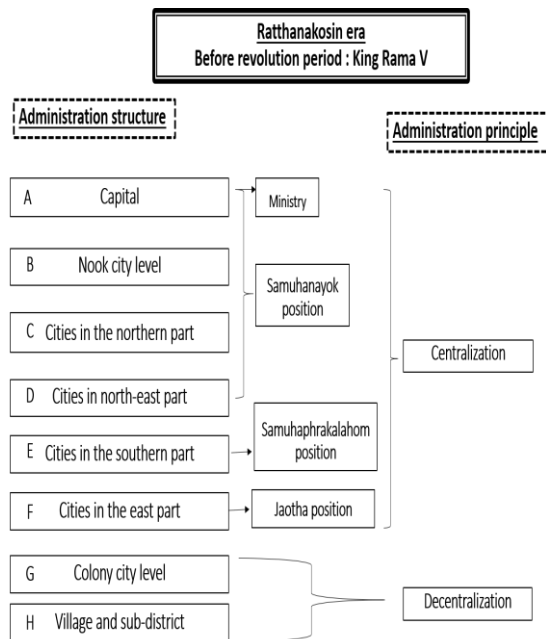 Ratthanakosin era
Before revolution period : King Rama V
Administration structure
Administration principle
A Capital
Ministry
B Nook city level
Samuhanayok
position
C Cities in the northern part
Centralization
D Cities in north-east part
Samuhaphrakalahom
position
E Cities in the southern part
F Cities in the east part
Jaotha position
G Colony city level
Decentralization
H Village and sub-district